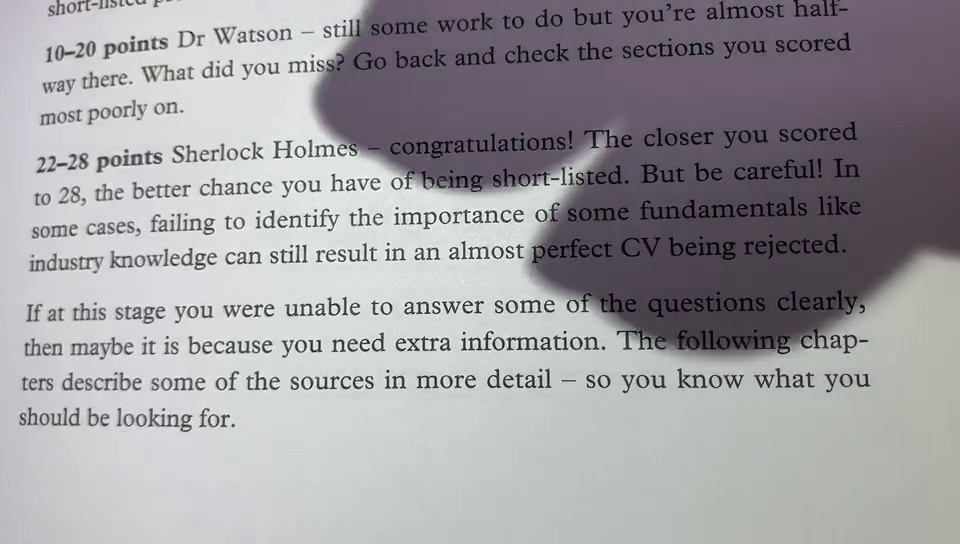 short-listed
10–20 points Dr Watson – still some work to do but you’re almost half-
way there. What did you miss? Go back and check the sections you scored
most poorly on.
22–28 points Sherlock Holmes – congratulations! The closer you scored
to 28, the better chance you have of being short-listed. But be careful! In
some cases, failing to identify the importance of some fundamentals like
industry knowledge can still result in an almost perfect CV being rejected.
If at this stage you were unable to answer some of the questions clearly,
then maybe it is because you need extra information. The following chap-
ters describe some of the sources in more detail – so you know what you
should be looking for.